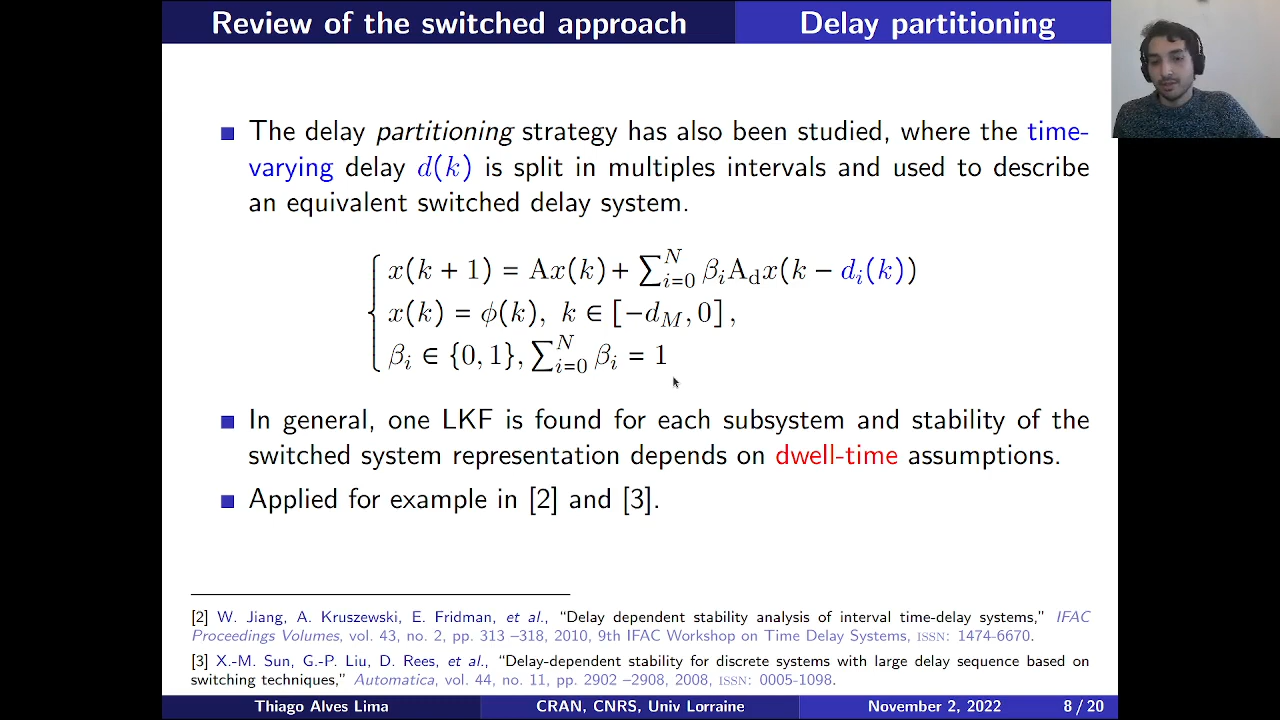 Review of the switched approach
Delay partitioning
The delay partitioning strategy has also been studied, where the time-
varying delay d(k) is split in multiples intervals and used to describe
an equivalent switched delay system.
x(k + 1) = Ax(k) + ∑_{i=0}^{N} β_i A_d x(k − d_i(k))
x(k) = ϕ(k), k ∈ [−d_M, 0] ,
β_i ∈ {0, 1}, ∑_{i=0}^{N} β_i = 1
In general, one LKF is found for each subsystem and stability of the
switched system representation depends on dwell-time assumptions.
Applied for example in [2] and [3].
[2] W. Jiang, A. Kruszewski, E. Fridman, et al., “Delay dependent stability analysis of interval time-delay systems,” IFAC
Proceedings Volumes, vol. 43, no. 2, pp. 313 –318, 2010, 9th IFAC Workshop on Time Delay Systems, ISSN: 1474-6670.
[3] X.-M. Sun, G.-P. Liu, D. Rees, et al., “Delay-dependent stability for discrete systems with large delay sequence based on
switching techniques,” Automatica, vol. 44, no. 11, pp. 2902 –2908, 2008, ISSN: 0005-1098.
Thiago Alves Lima
CRAN, CNRS, Univ Lorraine
November 2, 2022
8 / 20